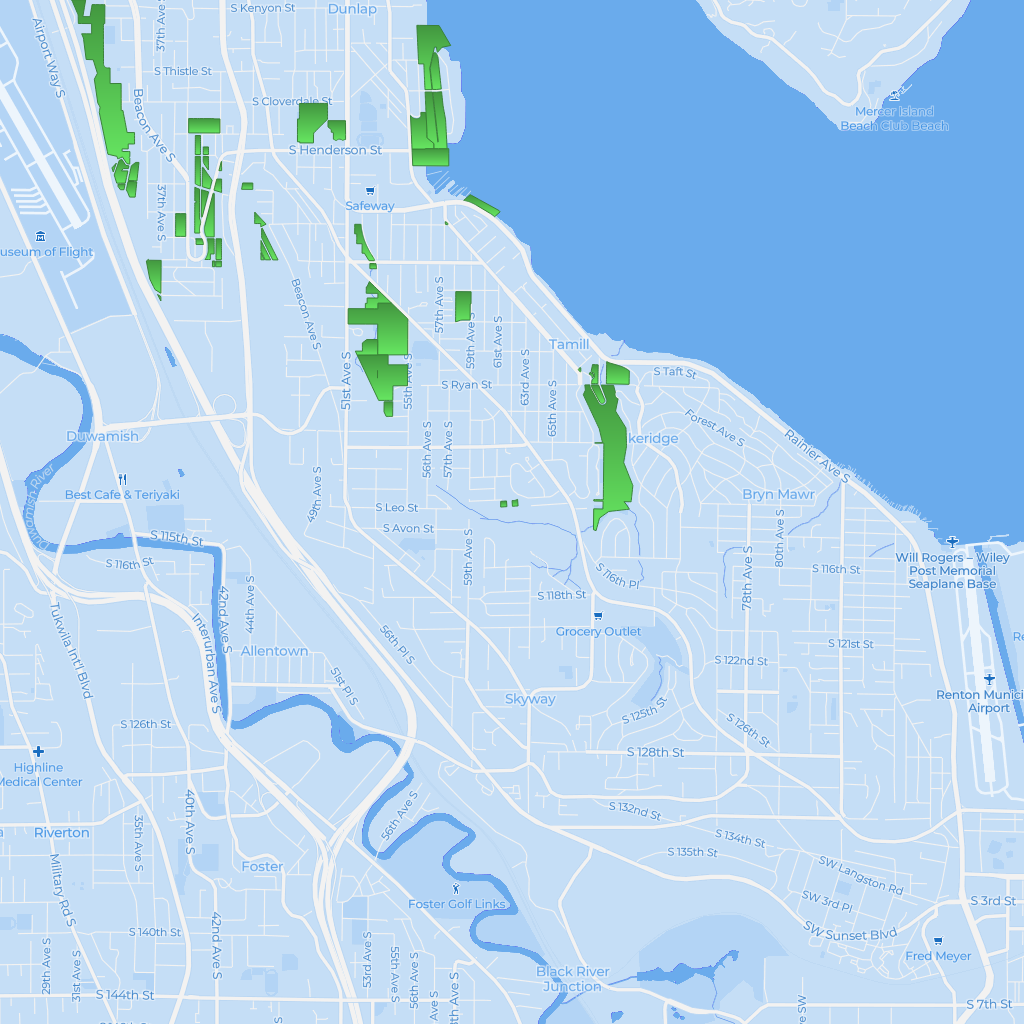 S Kenyon St
Dunlap
37th Ave S
Airport Way S
S Thistle St
Beacon Ave S
S Cloverdale St
Mercer Island
Beach Club Beach
S Henderson St
37th Ave S
Safeway
useum of Flight
Beacon Ave S
57th Ave S
59th Ave S
61st Ave S
Tamill
63rd Ave S
51st Ave S
55th Ave S
S Ryan St
65th Ave S
S Taft St
Duwamish
56th Ave S
57th Ave S
keridge
Forest Ave S
Rainier Ave S
Best Cafe & Teriyaki
49th Ave S
Duwamish River
S Leo St
Bryn Mawr
S Avon St
S 115th St
S 116th St
59th Ave S
80th Ave S
Will Rogers – Wiley
Post Memorial
Seaplane Base
S 116th Pl
S 116th St
78th Ave S
42nd Ave S
44th Ave S
S 118th St
Tukwila Int'l Blvd
Interurban Ave S
56th Pl S
Grocery Outlet
S 121st St
Allentown
51st Pl S
S 122nd St
Renton Munici
Airport
Skyway
S 125th St
S 126th St
S 126th St
S 128th St
Highline
Medical Center
40th Ave S
56th Ave S
S 132nd St
Riverton
35th Ave S
S 134th St
S 135th St
Foster
Military Rd S
SW Langston Rd
SW 3rd Pl
S 3rd St
Foster Golf Links
SW Sunset Blvd
S 140th St
42nd Ave S
Fred Meyer
29th Ave S
31st Ave S
53rd Ave S
55th Ave S
56th Ave S
Black River
Junction
S 144th St
S 7th St